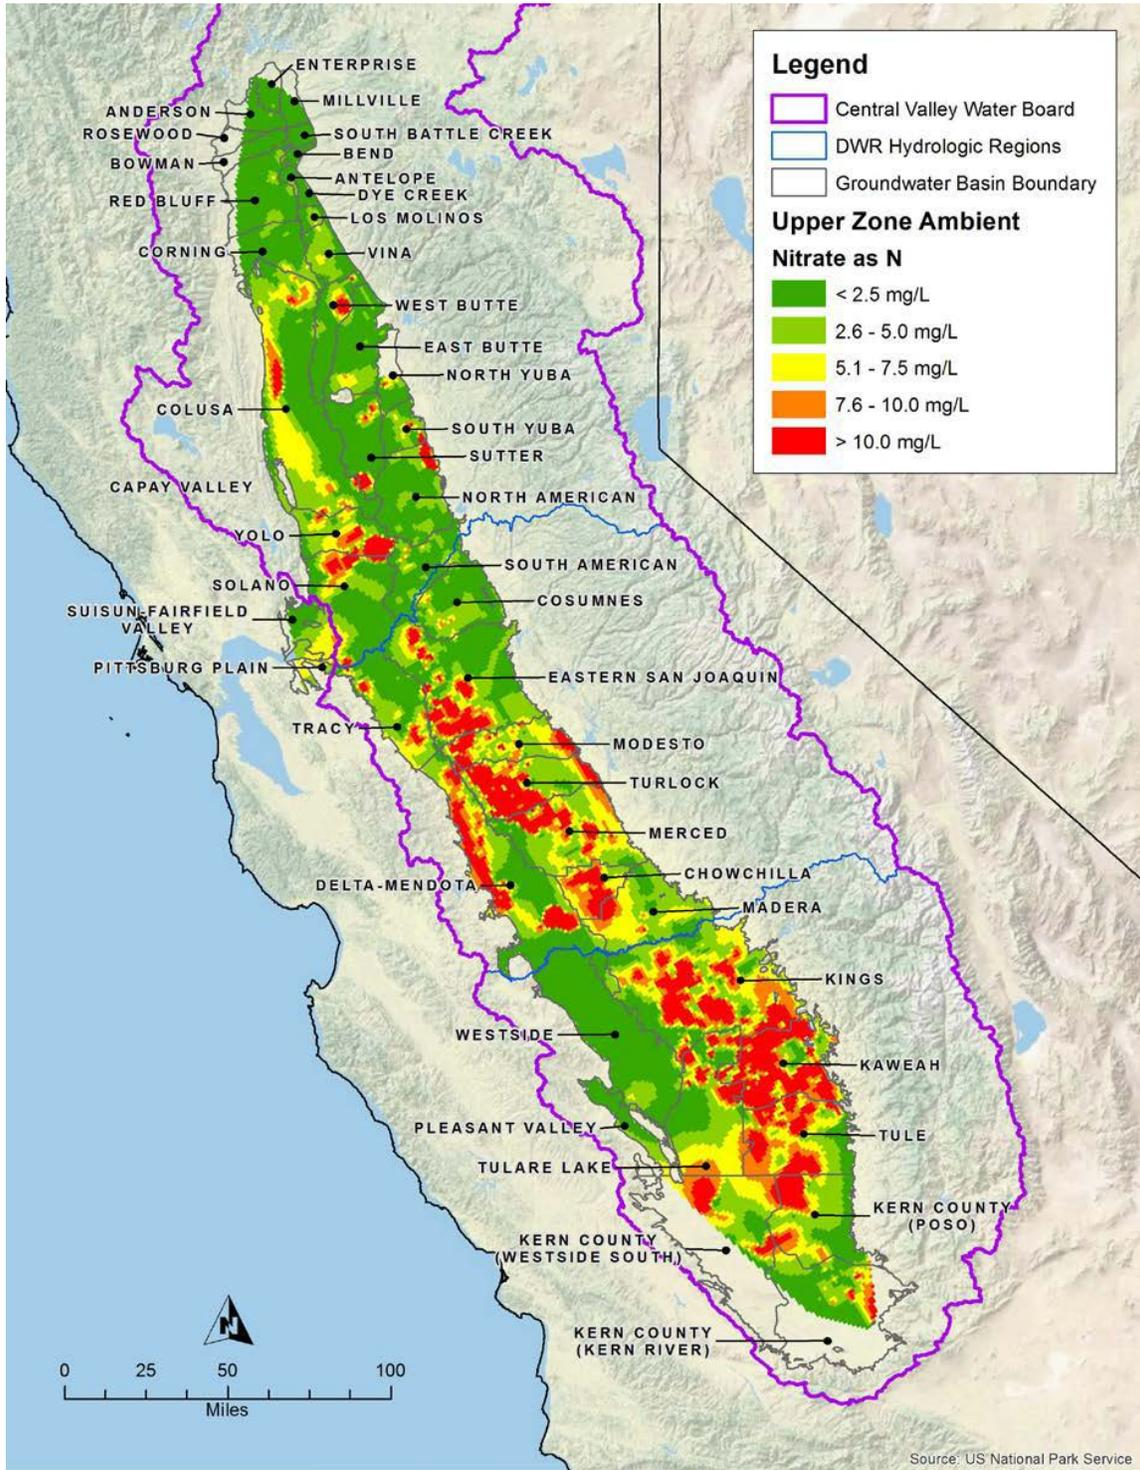 Legend
Central Valley Water Board
DWR Hydrologic Regions
Groundwater Basin Boundary
Upper Zone Ambient
Nitrate as N
< 2.5 mg/L
2.6 - 5.0 mg/L
5.1 - 7.5 mg/L
7.6 - 10.0 mg/L
> 10.0 mg/L
ENTERPRISE
MILLVILLE
ANDERSON
ROSEWOOD
SOUTH BATTLE CREEK
BOWMAN
BEND
ANTELOPE
DYE CREEK
RED BLUFF
LOS MOLINOS
CORNING
VINA
WEST BUTTE
EAST BUTTE
NORTH YUBA
COLUSA
SOUTH YUBA
SUTTER
CAPAY VALLEY
NORTH AMERICAN
YOLO
SOUTH AMERICAN
SOLANO
COSUMNES
SUISUN-FAIRFIELD
VALLEY
PITTSBURG PLAIN
EASTERN SAN JOAQUIN
TRACY
MODESTO
TURLOCK
MERCED
CHOWCHILLA
DELTA-MENDOTA
MADERA
KINGS
WESTSIDE
KAWEAH
PLEASANT VALLEY
TULE
TULARE LAKE
KERN COUNTY
(POSO)
KERN COUNTY
(WESTSIDE SOUTH)
KERN COUNTY
(KERN RIVER)
N
0 25 50 100
Miles
Source: US National Park Service